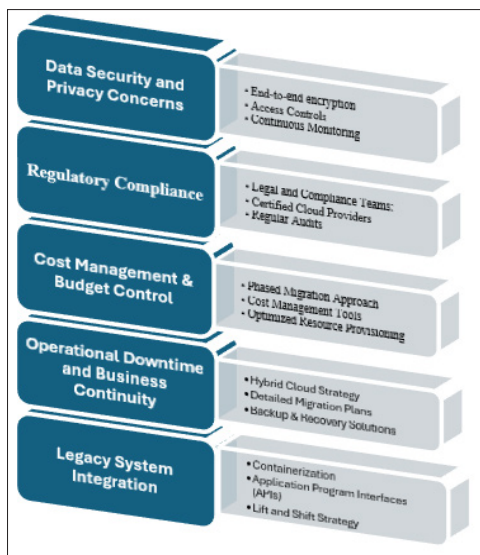 Data Security and
Privacy Concerns
- End-to-end encryption
- Access Controls
- Continuous Monitoring
Regulatory Compliance
- Legal and Compliance Teams:
- Certified Cloud Providers
- Regular Audits
Cost Management &
Budget Control
- Phased Migration Approach
- Cost Management Tools
- Optimized Resource Provisioning
Operational Downtime
and Business
Continuity
• Hybrid Cloud Strategy
• Detailed Migration Plans
• Backup & Recovery Solutions
Legacy System
Integration
• Containerization
• Application Program Interfaces
(APIs)
• Lift and Shift Strategy